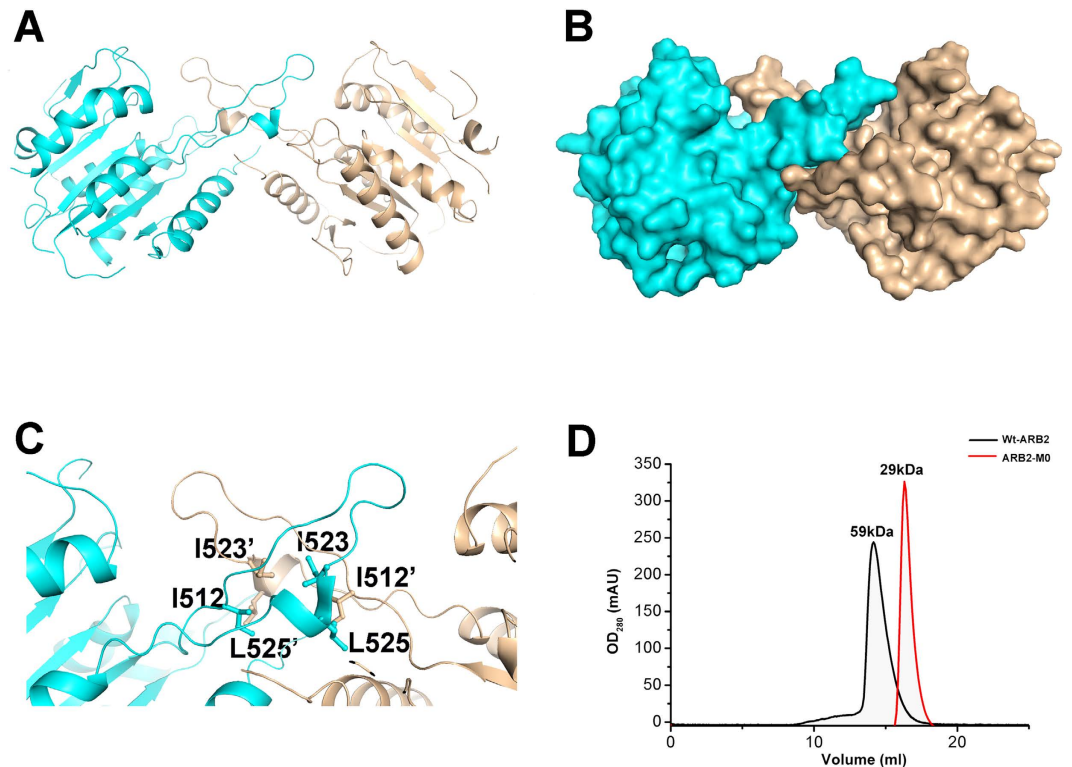 A
B
C
I523’
I523
I512
I512’
L525’
L525
D
Wt-ARB2
ARB2-M0
350
300
250
200
150
100
50
0
OD280 (mAU)
29kDa
59kDa
0
10
20
Volume (ml)